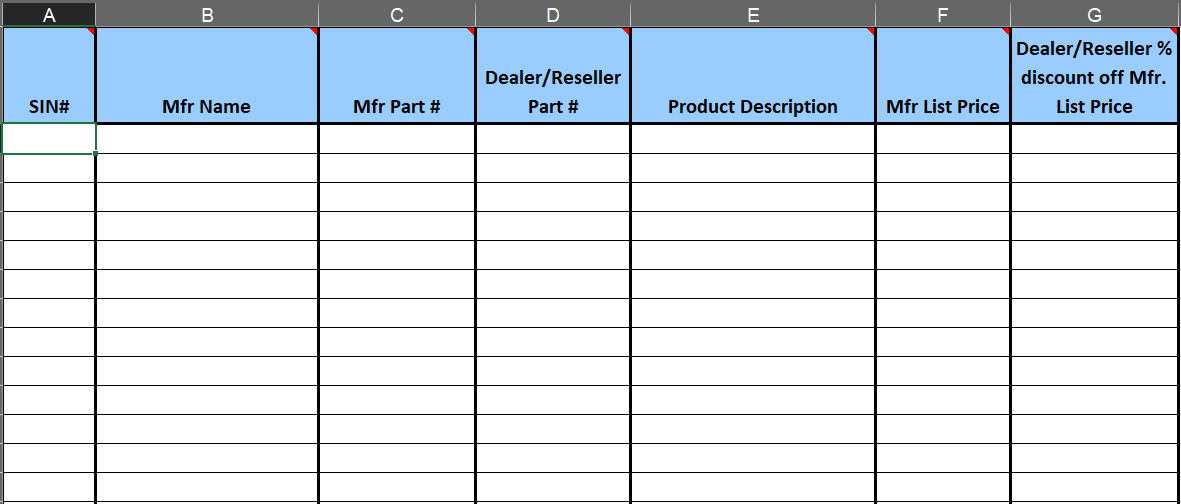 A B C D E F G
SIN#
Mfr Name
Mfr Part #
Dealer/Reseller
Part #
Product Description
Mfr List Price
Dealer/Reseller %
discount off Mfr.
List Price